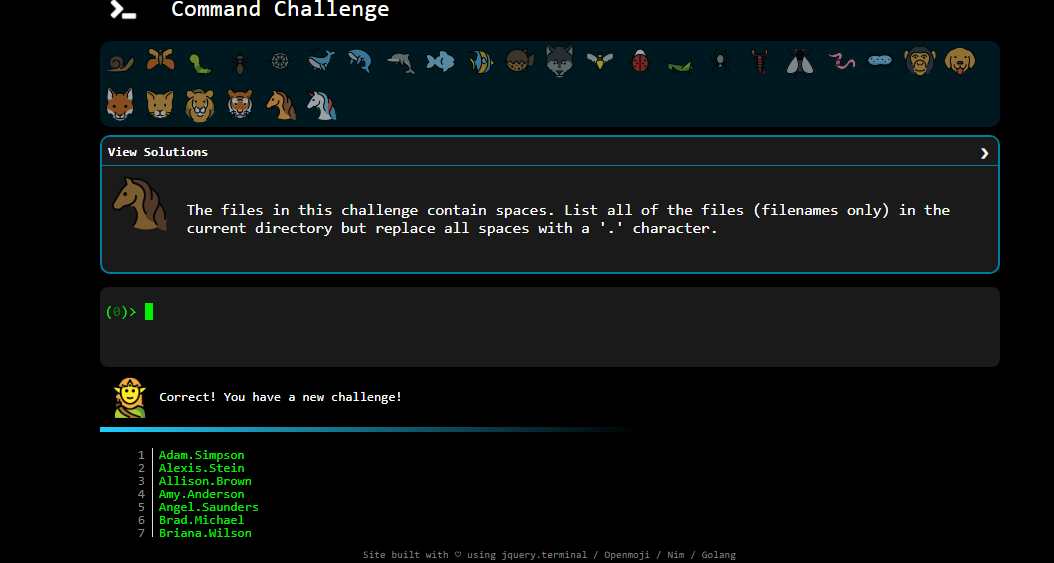 Command Challenge
View Solutions
The files in this challenge contain spaces. List all of the files (filenames only) in the
current directory but replace all spaces with a '.' character.
(0)>
Correct! You have a new challenge!
1 Adam.Simpson
2 Alexis.Stein
3 Allison.Brown
4 Amy.Anderson
5 Angel.Saunders
6 Brad.Michael
7 Briana.Wilson
Site built with ♡ using jquery.terminal / Openmoji / Nim / Golang